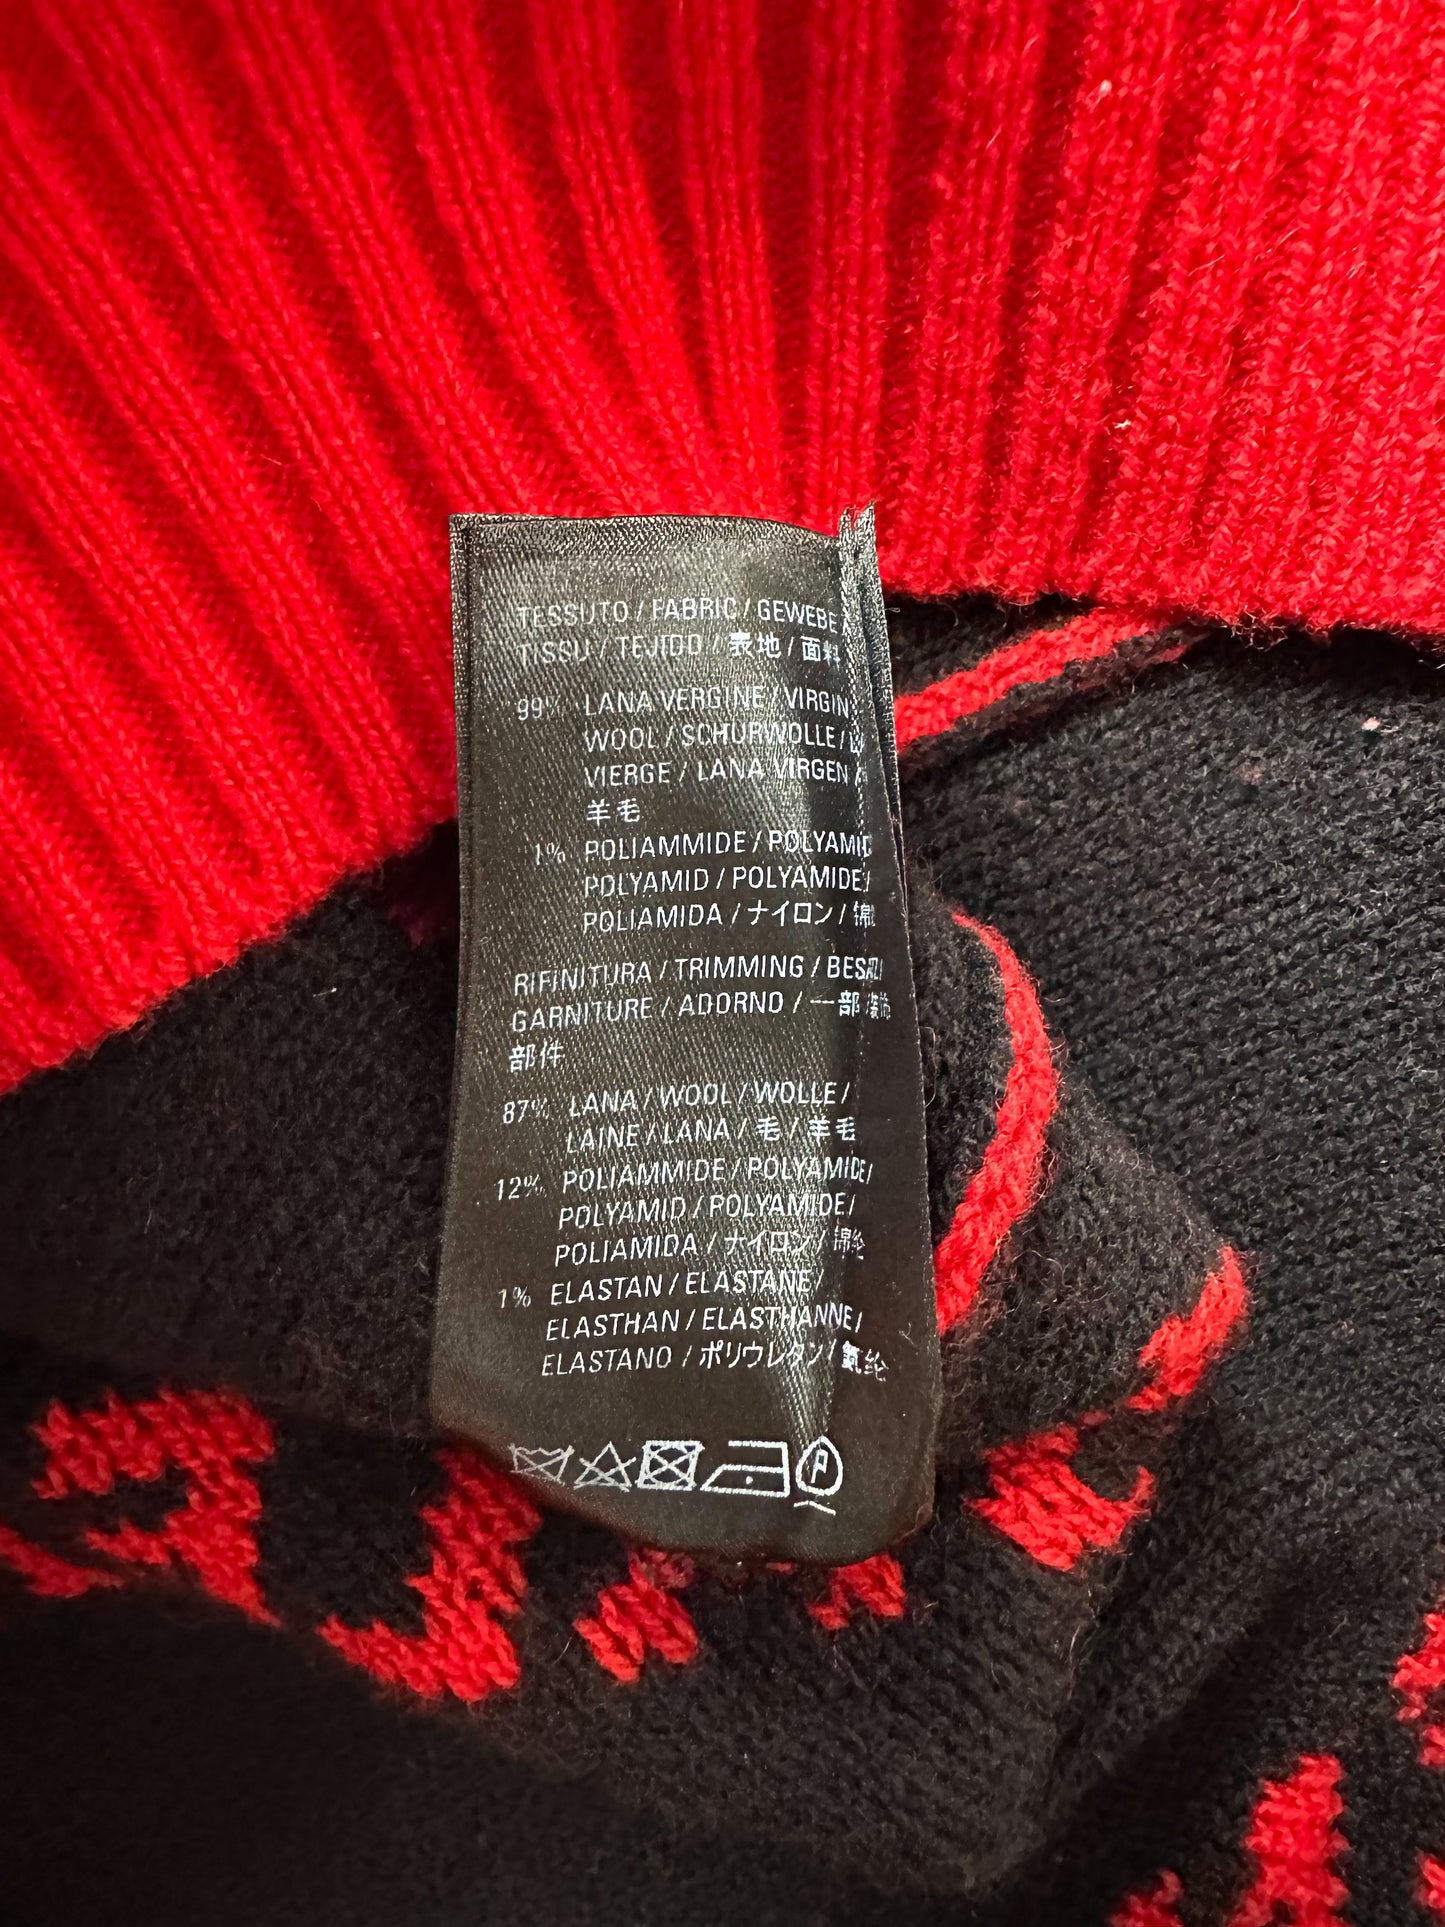 TESSUTO / FABRIC / GEWEBE /
TISSU / TEJIDO / 表地 / 面料
99% LANA VERGINE / VIRGIN
WOOL / SCHURWOLLE /
VIERGE / LANA VIRGEN /
羊毛
1% POLIAMMIDE / POLYAMID
POLYAMID / POLYAMIDE /
POLIAMIDA / ナイロン / 锦
RIFINITURA / TRIMMING /
GARNITURE / ADORNO / 一部
部件
87% LANA / WOOL / WOLLE /
LAINE / LANA / 毛 / 羊毛
12% POLIAMMIDE / POLYAMIDE /
POLYAMID / POLYAMIDE /
POLIAMIDA / ナイロン / 锦纶
1% ELASTAN / ELASTANE /
ELASTHAN / ELASTHANNE /
ELASTANO / ポリウレタン / 氨纶
P